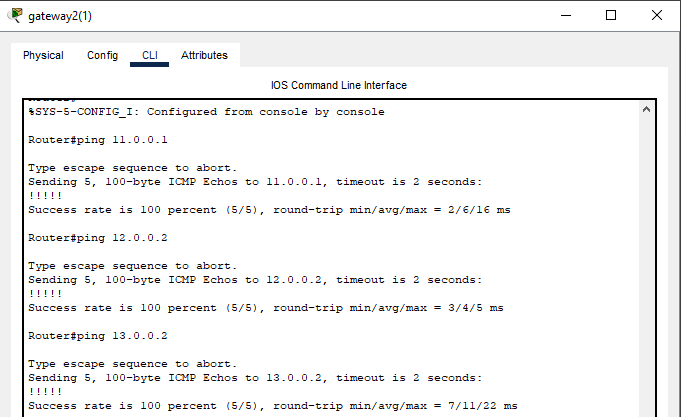 gateway2(1)
Physical Config CLI Attributes
IOS Command Line Interface
%SYS-5-CONFIG_I: Configured from console by console
Router#ping 11.0.0.1
Type escape sequence to abort.
Sending 5, 100-byte ICMP Echos to 11.0.0.1, timeout is 2 seconds:
!!!!!
Success rate is 100 percent (5/5), round-trip min/avg/max = 2/6/16 ms
Router#ping 12.0.0.2
Type escape sequence to abort.
Sending 5, 100-byte ICMP Echos to 12.0.0.2, timeout is 2 seconds:
!!!!!
Success rate is 100 percent (5/5), round-trip min/avg/max = 3/4/5 ms
Router#ping 13.0.0.2
Type escape sequence to abort.
Sending 5, 100-byte ICMP Echos to 13.0.0.2, timeout is 2 seconds:
!!!!!
Success rate is 100 percent (5/5), round-trip min/avg/max = 7/11/22 ms